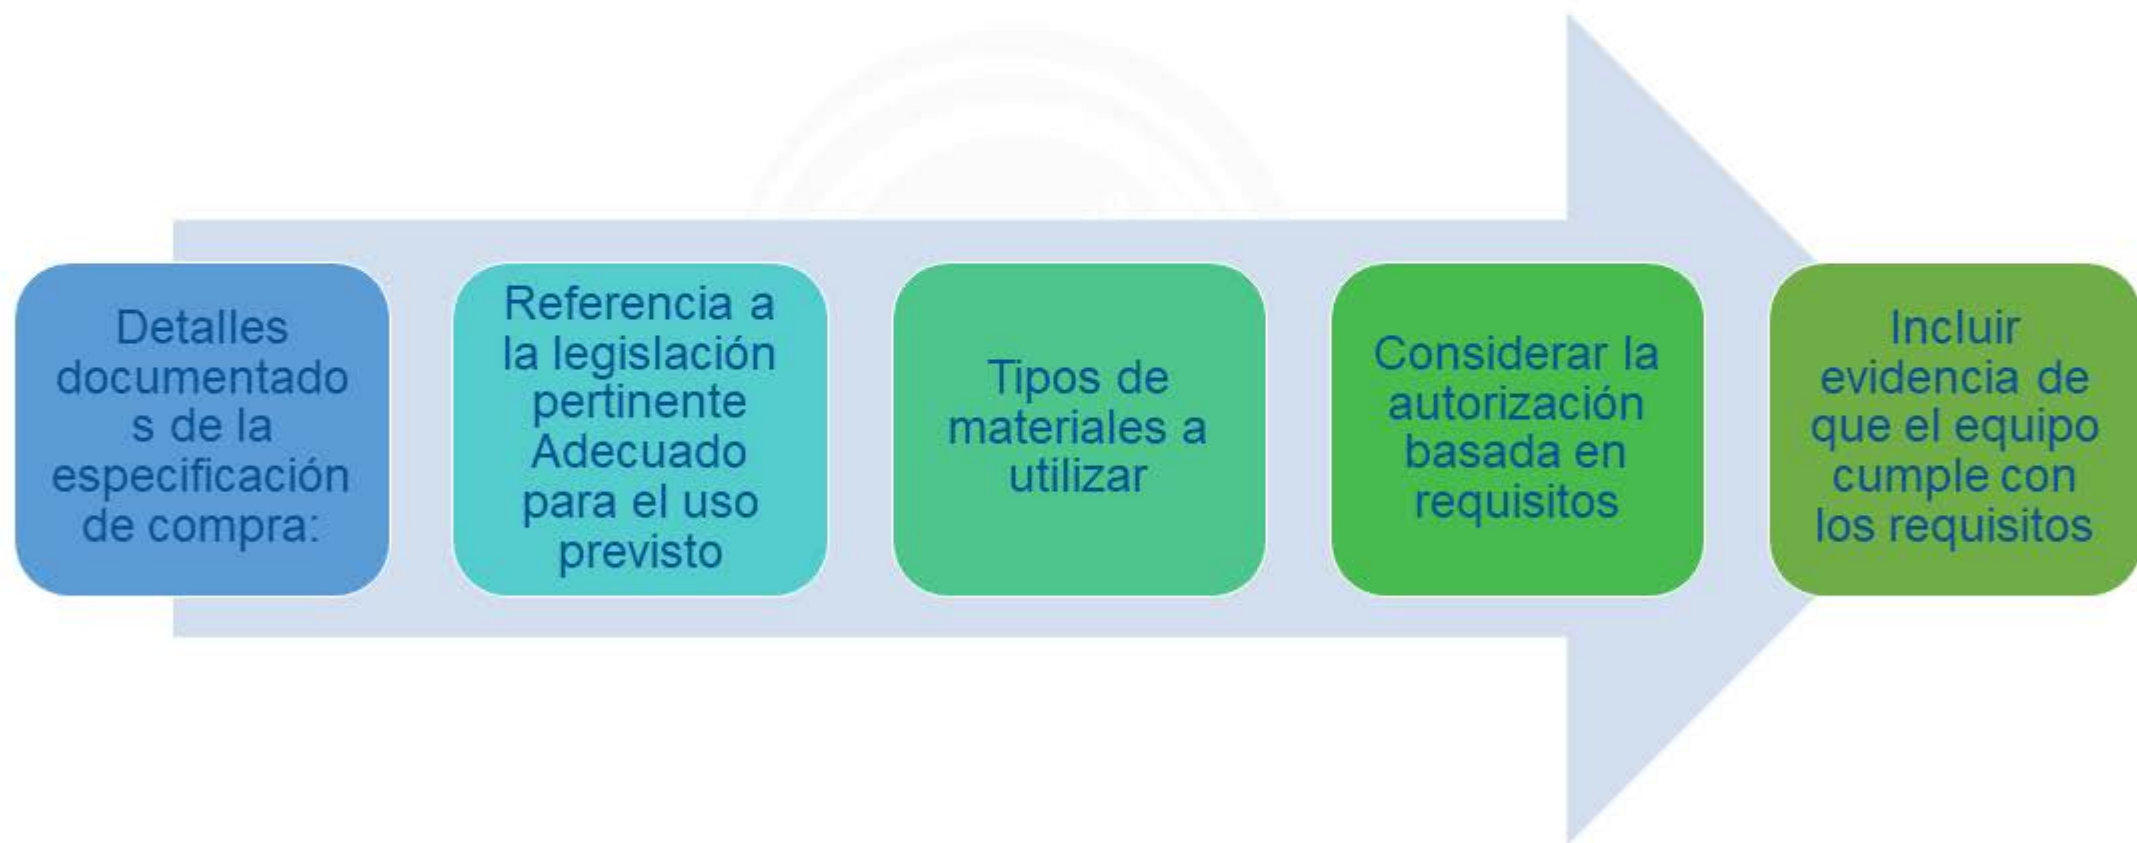 Detalles
documentado
s de la
especificación
de compra:
Referencia a
la legislación
pertinente
Adecuado
para el uso
previsto
Tipos de
materiales a
utilizar
Considerar la
autorización
basada en
requisitos
Incluir
evidencia de
que el equipo
cumple con
los requisitos